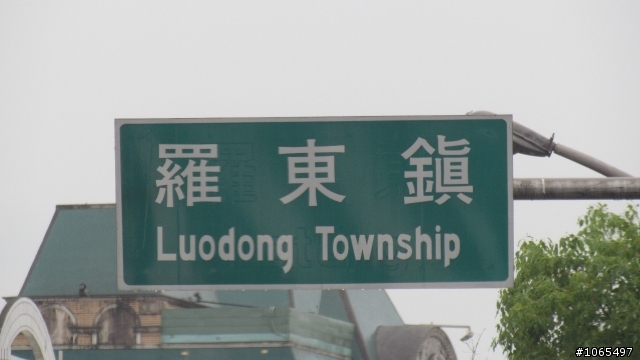 羅東鎮
Luodong Township
#1065497